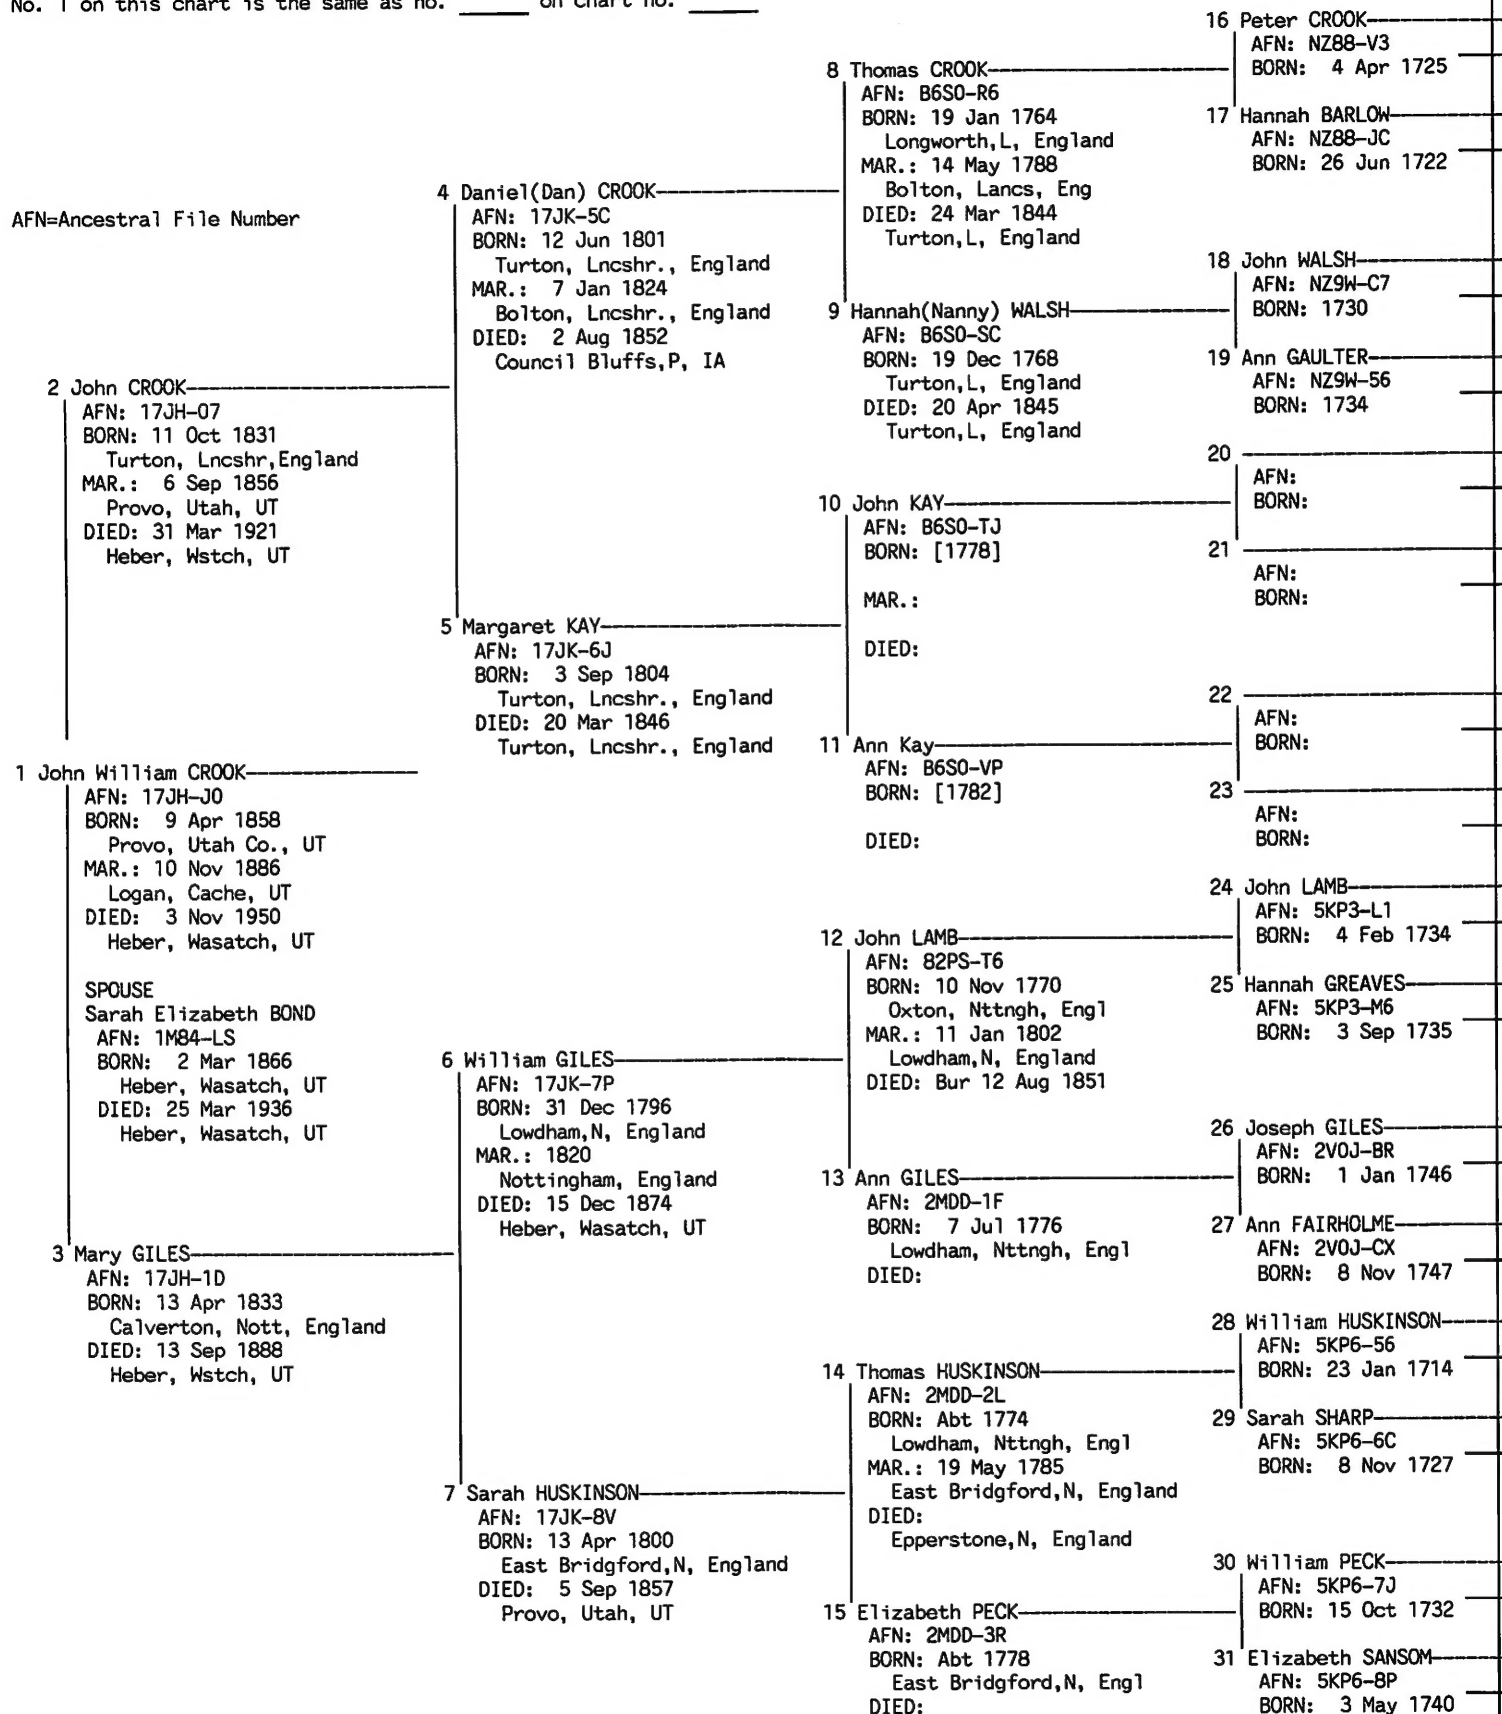 No. 1 on this chart is the same as no. _____ on chart no. _____
AFN=Ancestral File Number
1 John William CROOK
AFN: 17JH-J0
BORN: 9 Apr 1858
Provo, Utah Co., UT
MAR.: 10 Nov 1886
Logan, Cache, UT
DIED: 3 Nov 1950
Heber, Wasatch, UT
SPOUSE
Sarah Elizabeth BOND
AFN: 1M84-LS
BORN: 2 Mar 1866
Heber, Wasatch, UT
DIED: 25 Mar 1936
Heber, Wasatch, UT
2 John CROOK
AFN: 17JH-07
BORN: 11 Oct 1831
Turton, Lncshr,England
MAR.: 6 Sep 1856
Provo, Utah, UT
DIED: 31 Mar 1921
Heber, Wstch, UT
3 Mary GILES
AFN: 17JH-1D
BORN: 13 Apr 1833
Calverton, Nott, England
DIED: 13 Sep 1888
Heber, Wstch, UT
4 Daniel(Dan) CROOK
AFN: 17JK-5C
BORN: 12 Jun 1801
Turton, Lncshr., England
MAR.: 7 Jan 1824
Bolton, Lncshr., England
DIED: 2 Aug 1852
Council Bluffs,P, IA
5 Margaret KAY
AFN: 17JK-6J
BORN: 3 Sep 1804
Turton, Lncshr., England
DIED: 20 Mar 1846
Turton, Lncshr., England
6 William GILES
AFN: 17JK-7P
BORN: 31 Dec 1796
Lowdham,N, England
MAR.: 1820
Nottingham, England
DIED: 15 Dec 1874
Heber, Wasatch, UT
7 Sarah HUSKINSON
AFN: 17JK-8V
BORN: 13 Apr 1800
East Bridgford,N, England
DIED: 5 Sep 1857
Provo, Utah, UT
8 Thomas CROOK
AFN: B6S0-R6
BORN: 19 Jan 1764
Longworth,L, England
MAR.: 14 May 1788
Bolton, Lancs, Eng
DIED: 24 Mar 1844
Turton,L, England
9 Hannah(Nanny) WALSH
AFN: B6S0-SC
BORN: 19 Dec 1768
Turton,L, England
DIED: 20 Apr 1845
Turton,L, England
10 John KAY
AFN: B6S0-TJ
BORN: [1778]
MAR.:
DIED:
11 Ann Kay
AFN: B6S0-VP
BORN: [1782]
DIED:
12 John LAMB
AFN: 82PS-T6
BORN: 10 Nov 1770
Oxton, Nttngh, Engl
MAR.: 11 Jan 1802
Lowdham,N, England
DIED: Bur 12 Aug 1851
13 Ann GILES
AFN: 2MDD-1F
BORN: 7 Jul 1776
Lowdham, Nttngh, Engl
DIED:
14 Thomas HUSKINSON
AFN: 2MDD-2L
BORN: Abt 1774
Lowdham, Nttngh, Engl
MAR.: 19 May 1785
East Bridgford,N, England
DIED:
Epperstone,N, England
15 Elizabeth PECK
AFN: 2MDD-3R
BORN: Abt 1778
East Bridgford,N, Engl
DIED:
16 Peter CROOK
AFN: NZ88-V3
BORN: 4 Apr 1725
17 Hannah BARLOW
AFN: NZ88-JC
BORN: 26 Jun 1722
18 John WALSH
AFN: NZ9W-C7
BORN: 1730
19 Ann GAULTER
AFN: NZ9W-56
BORN: 1734
20
AFN:
BORN:
21
AFN:
BORN:
22
AFN:
BORN:
23
AFN:
BORN:
24 John LAMB
AFN: 5KP3-L1
BORN: 4 Feb 1734
25 Hannah GREAVES
AFN: 5KP3-M6
BORN: 3 Sep 1735
26 Joseph GILES
AFN: 2V0J-BR
BORN: 1 Jan 1746
27 Ann FAIRHOLME
AFN: 2V0J-CX
BORN: 8 Nov 1747
28 William HUSKINSON
AFN: 5KP6-56
BORN: 23 Jan 1714
29 Sarah SHARP
AFN: 5KP6-6C
BORN: 8 Nov 1727
30 William PECK
AFN: 5KP6-7J
BORN: 15 Oct 1732
31 Elizabeth SANSOM
AFN: 5KP6-8P
BORN: 3 May 1740